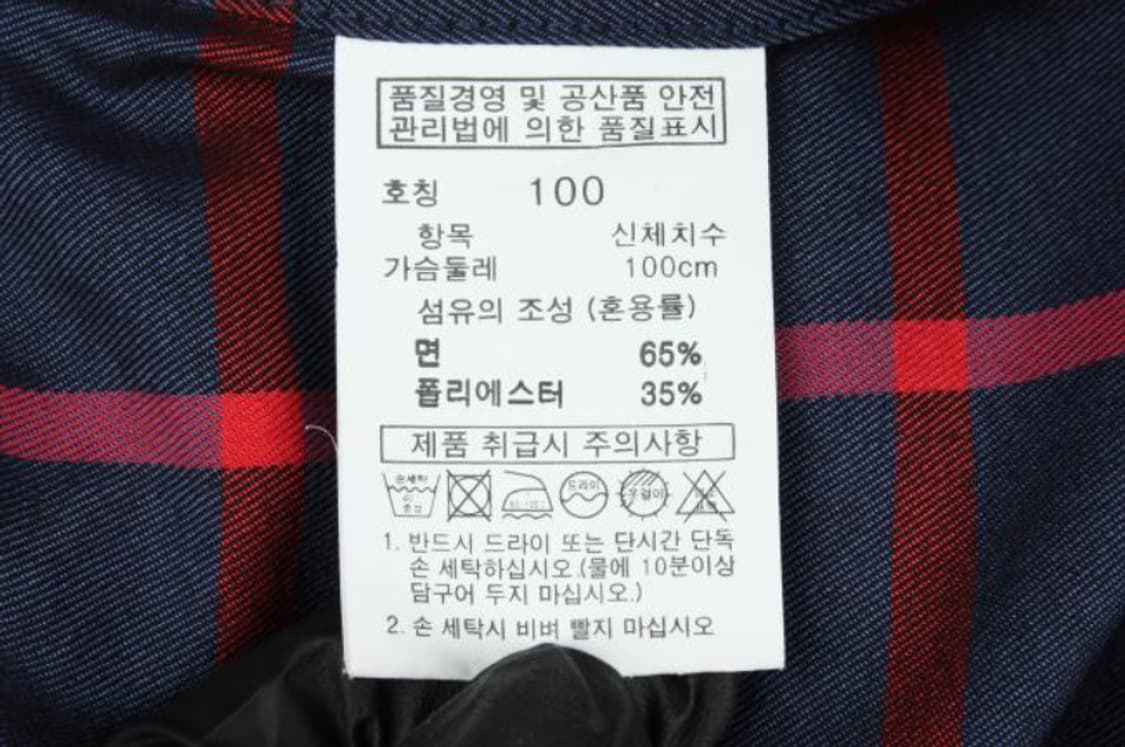 품질경영 및 공산품 안전
관리법에 의한 품질표시
호칭 100
항목 신체치수
가슴둘레 100cm
섬유의 조성 (혼용률)
면 65%
폴리에스터 35%
제품 취급시 주의사항
손세탁 드라이 옷걸이
1. 반드시 드라이 또는 단시간 단독
손 세탁하십시오.(물에 10분이상
담구어 두지 마십시오.)
2. 손 세탁시 비벼 빨지 마십시오